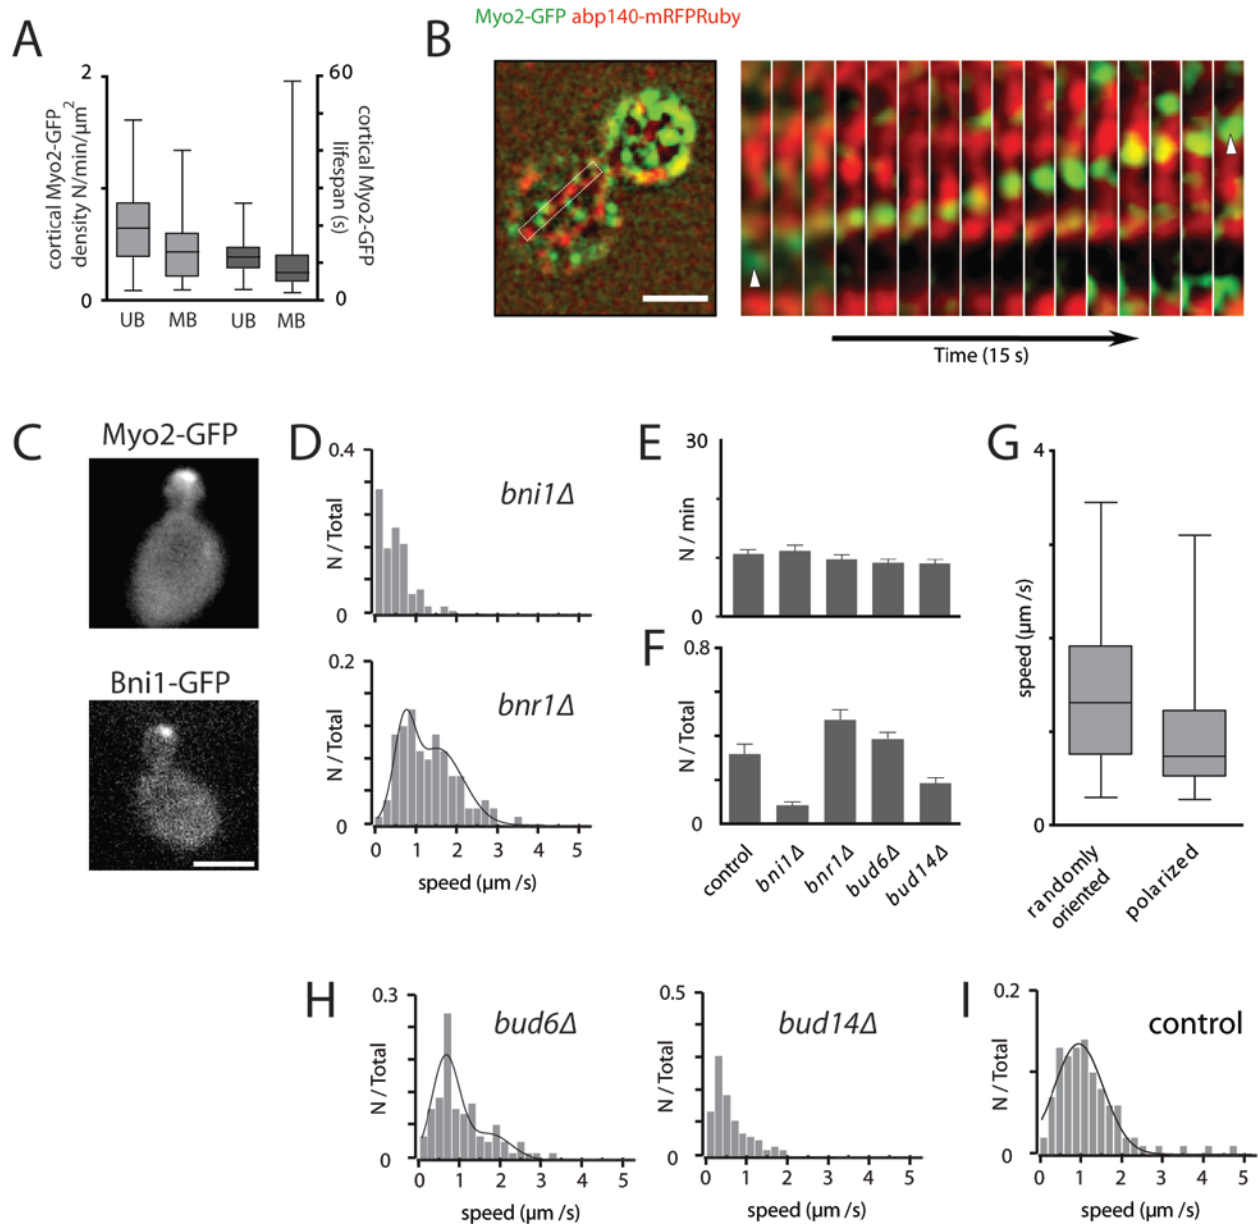 Myo2-GFP abp140-mRFPRuby
A
2
1
0
cortical Myo2-GFP
density N/min/µm²
60
0
cortical Myo2-GFP
lifespan (s)
UB MB UB MB
B
Time (15 s)
C
Myo2-GFP
Bni1-GFP
D
0.4
0
N / Total
bni1Δ
0.2
0
N / Total
bnr1Δ
0 1 2 3 4 5
speed (µm /s)
E
30
0
N / min
F
0.8
0
N / Total
control bni1Δ bnr1Δ bud6Δ bud14Δ
G
4
0
speed (µm /s)
randomly
oriented
polarized
H
0.3
0
N / Total
bud6Δ
0 1 2 3 4 5
speed (µm /s)
0.5
0
N / Total
bud14Δ
0 1 2 3 4 5
speed (µm /s)
I
0.2
0
N / Total
control
0 1 2 3 4 5
speed (µm /s)